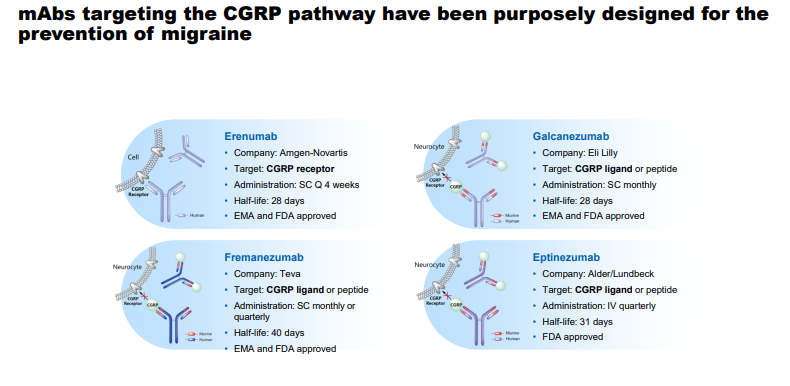 mAbs targeting the CGRP pathway have been purposely designed for the
prevention of migraine
Erenumab
• Company: Amgen-Novartis
• Target: CGRP receptor
• Administration: SC Q 4 weeks
• Half-life: 28 days
• EMA and FDA approved
Cell
CGRP
Receptor
Human
Galcanezumab
• Company: Eli Lilly
• Target: CGRP ligand or peptide
• Administration: SC monthly
• Half-life: 28 days
• EMA and FDA approved
Neurocyte
CGRP
Receptor
CGRP
Murine
Human
Fremanezumab
• Company: Teva
• Target: CGRP ligand or peptide
• Administration: SC monthly or
quarterly
• Half-life: 40 days
• EMA and FDA approved
Neurocyte
CGRP
Receptor
CGRP
Murine
Human
Eptinezumab
• Company: Alder/Lundbeck
• Target: CGRP ligand or peptide
• Administration: IV quarterly
• Half-life: 31 days
• FDA approved
Neurocyte
CGRP
Receptor
CGRP
Murine
Human